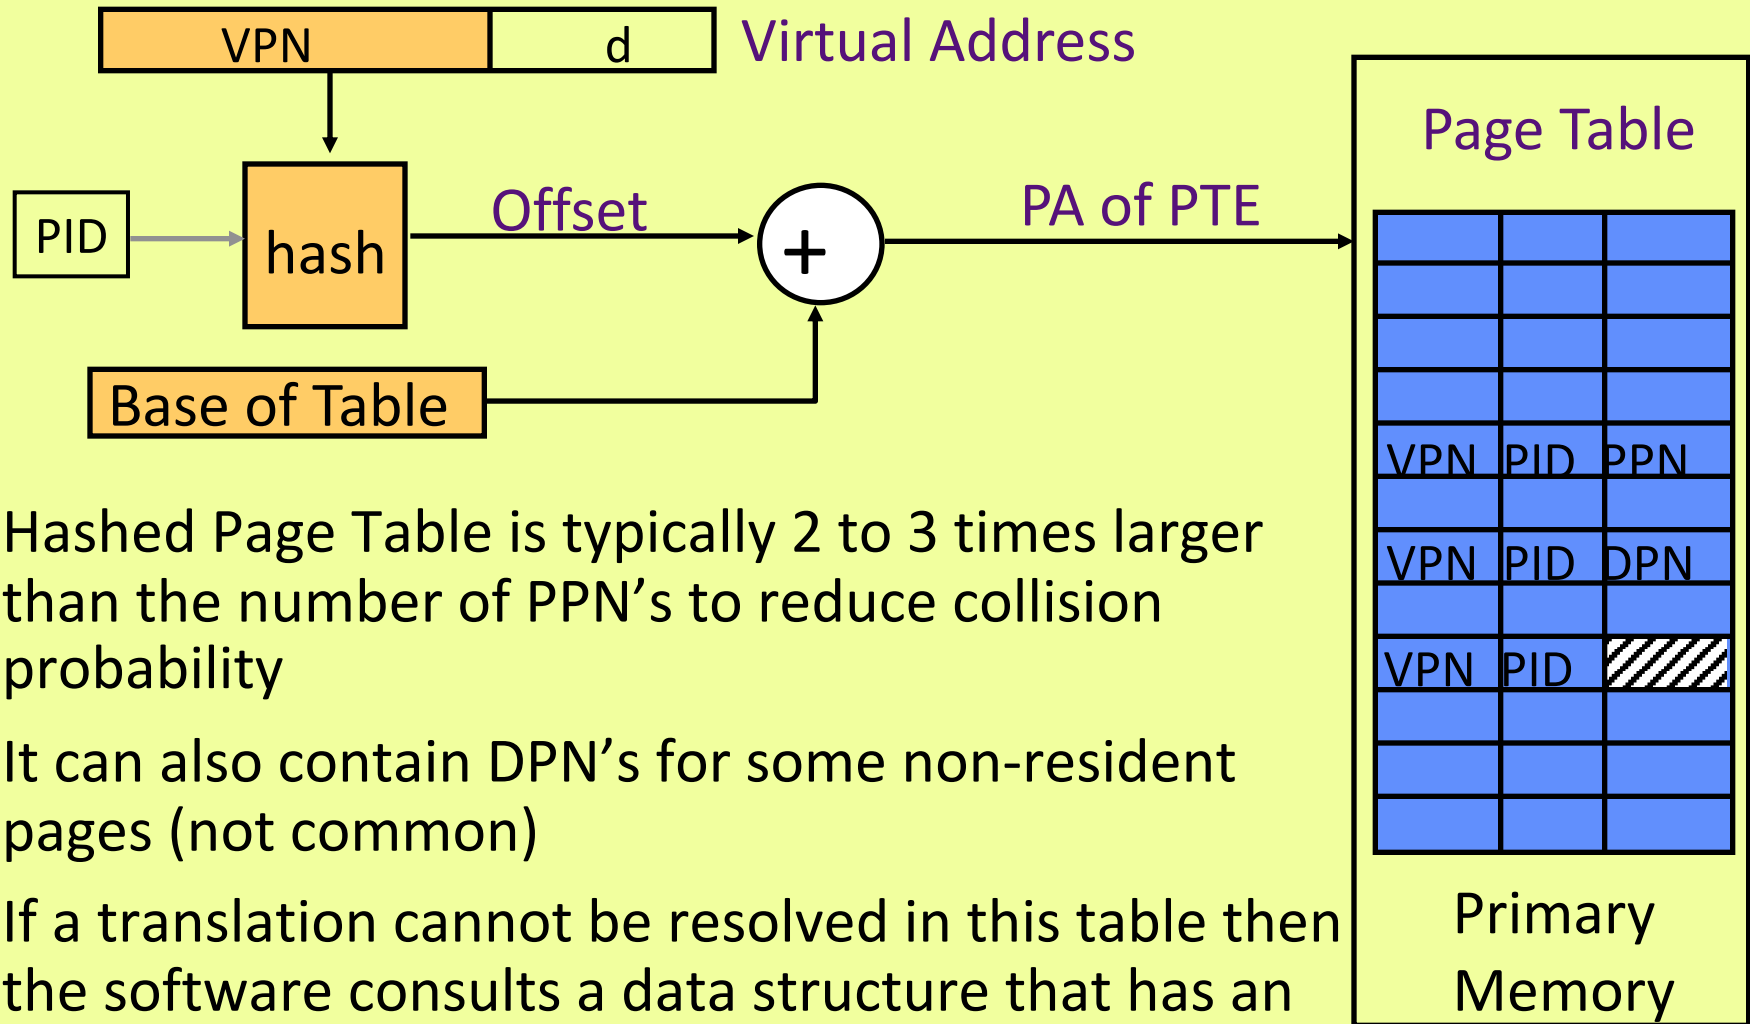 VPN d Virtual Address
Page Table
PID hash Offset + PA of PTE
Base of Table
VPN PID PPN
VPN PID DPN
VPN PID
Hashed Page Table is typically 2 to 3 times larger
than the number of PPN’s to reduce collision
probability
It can also contain DPN’s for some non-resident
pages (not common)
If a translation cannot be resolved in this table then
the software consults a data structure that has an
Primary
Memory